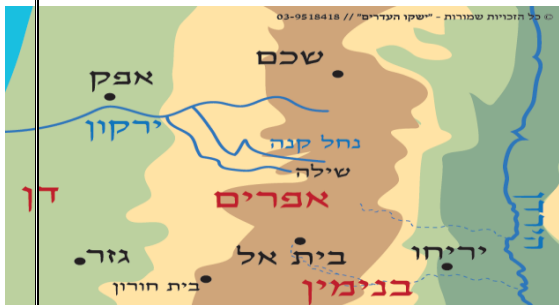 © כל הזכויות שמורות - "ישקו העדרים" // 03-9518418
שכם
אפק
ירקון
נחל קנה
שילה
דן
אפרים
הירדן
גזר
בית אל
יריחו
בית חורון
בנימין